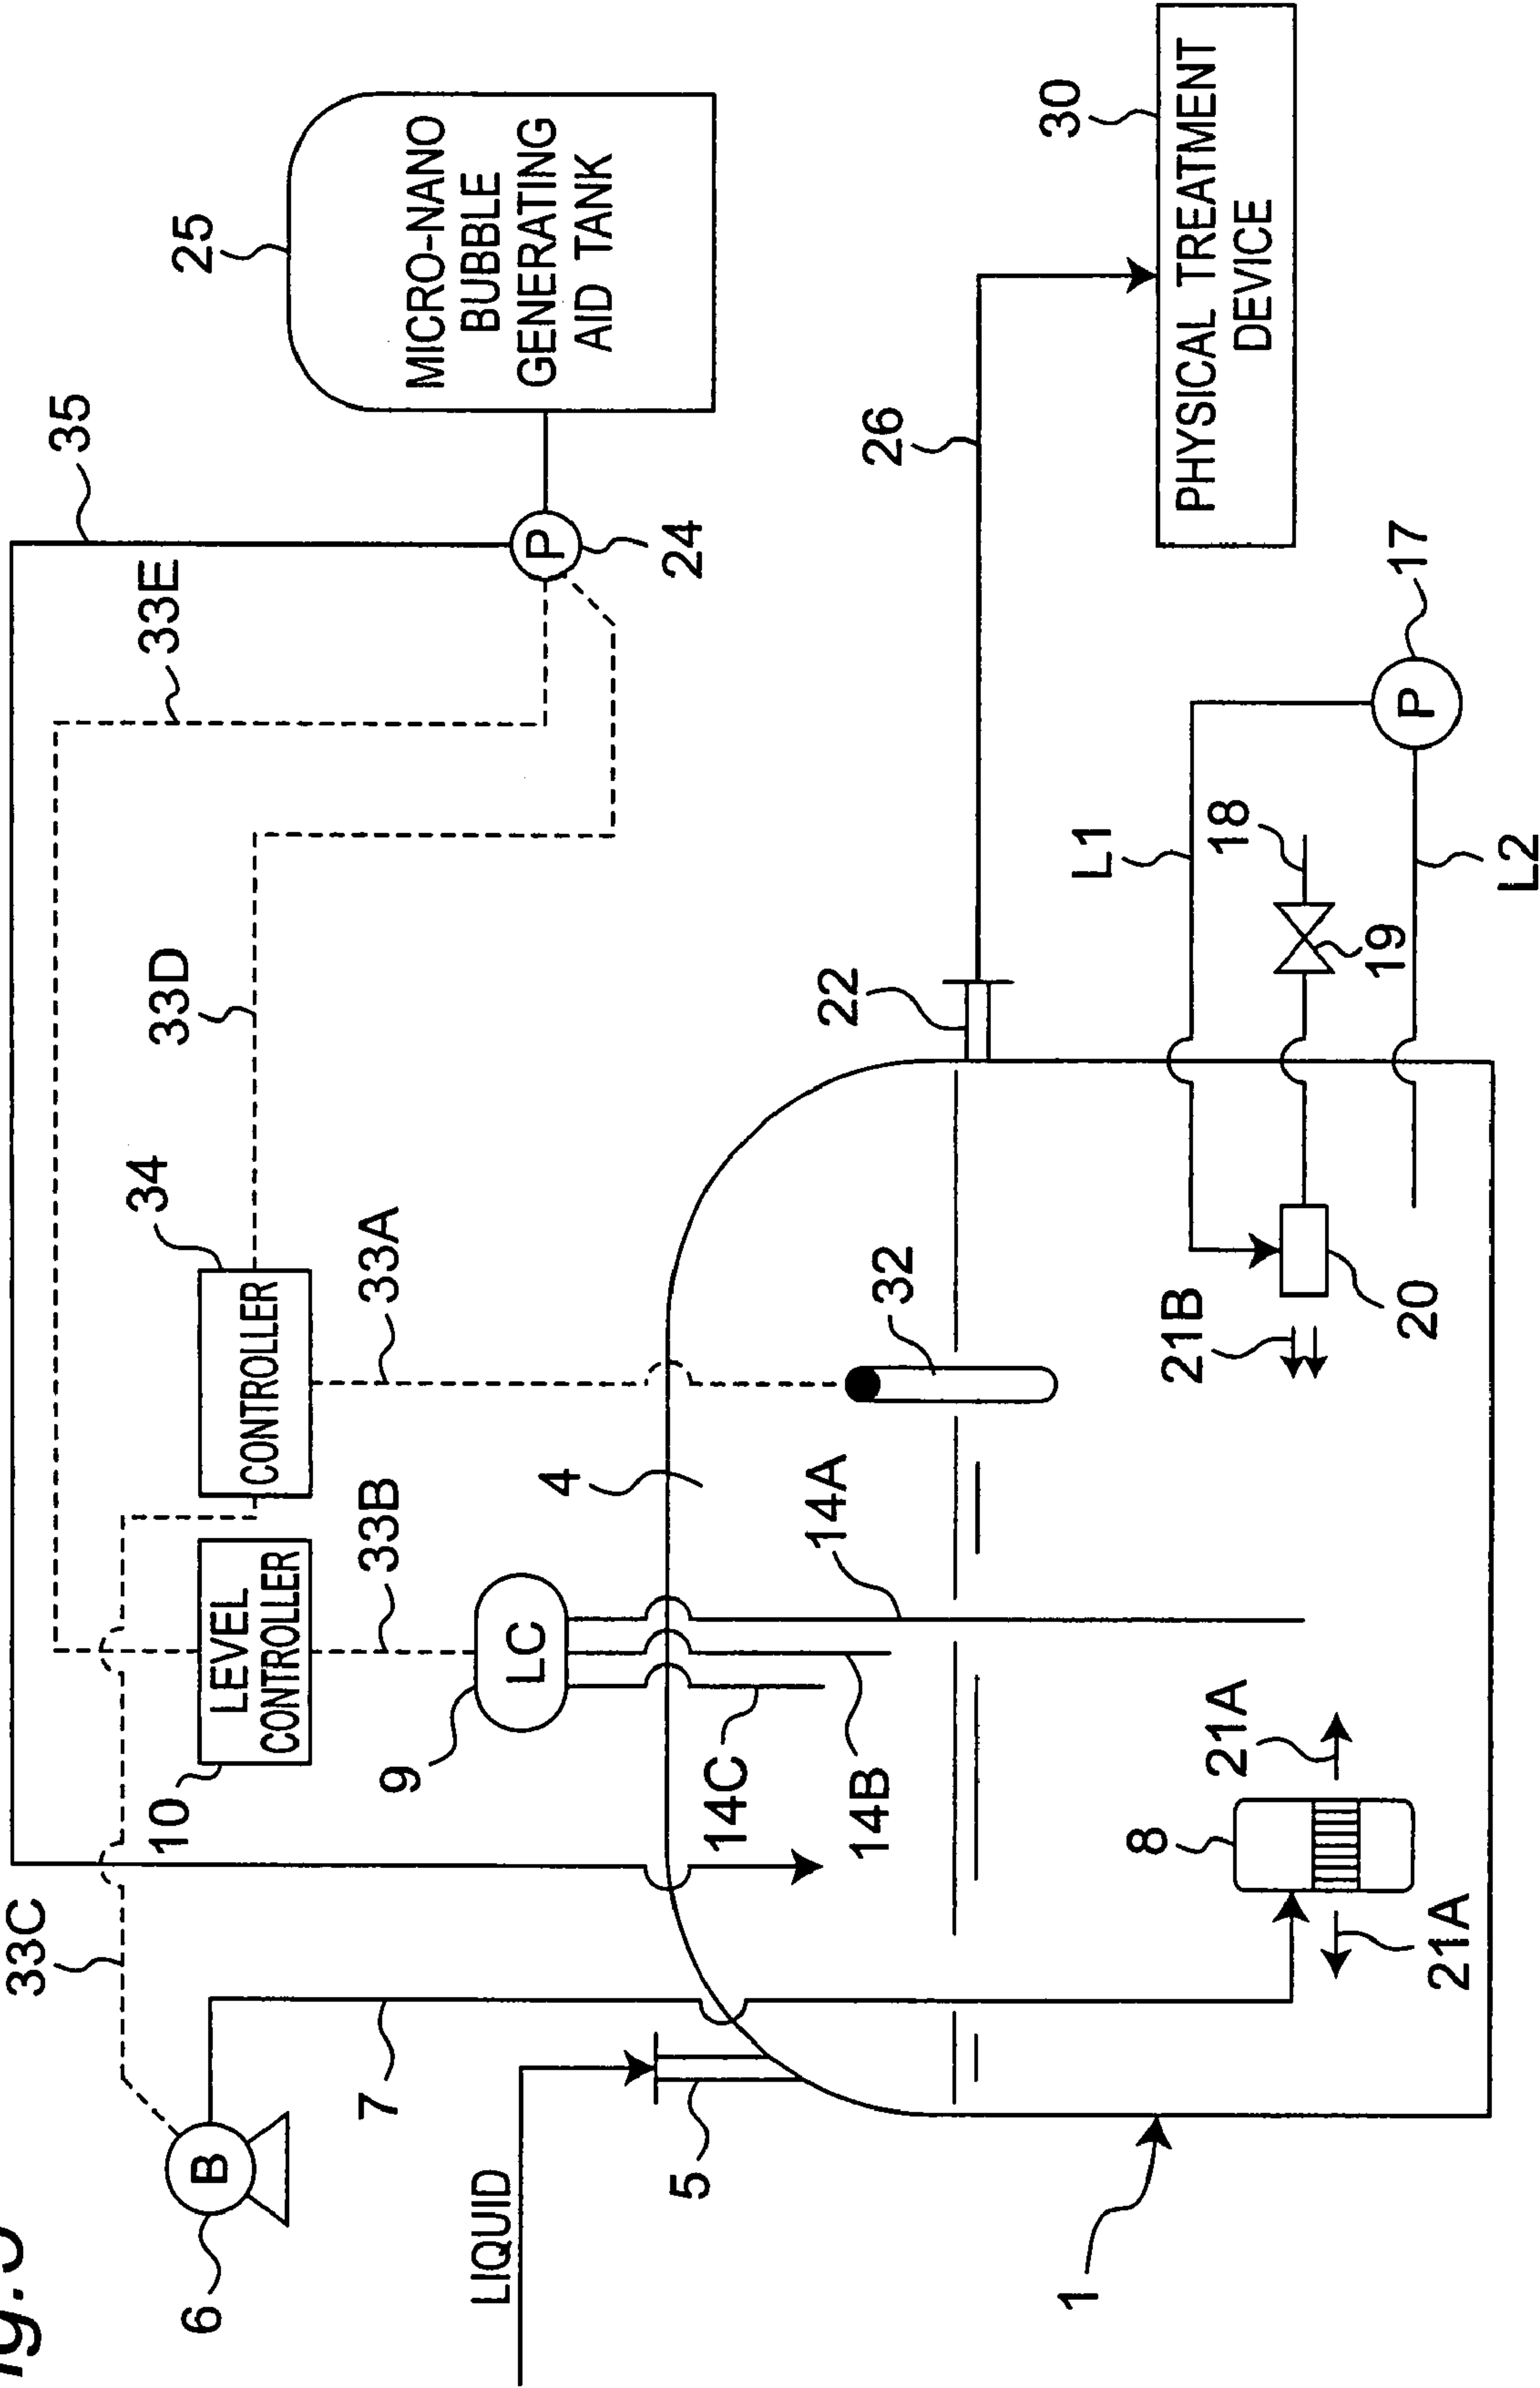 ig.5
35
33E
25
MICRO-NANO
BUBBLE
GENERATING
AID TANK
P
24
33D
34
CONTROLLER
33A
33C
10
LEVEL
CONTROLLER
33B
9
LC
6
B
7
LIQUID
5
4
14A
14B
14C
32
22
26
30
PHYSICAL TREATMENT
DEVICE
L1
18
19
17
P
L2
20
21B
21A
8
21A
1